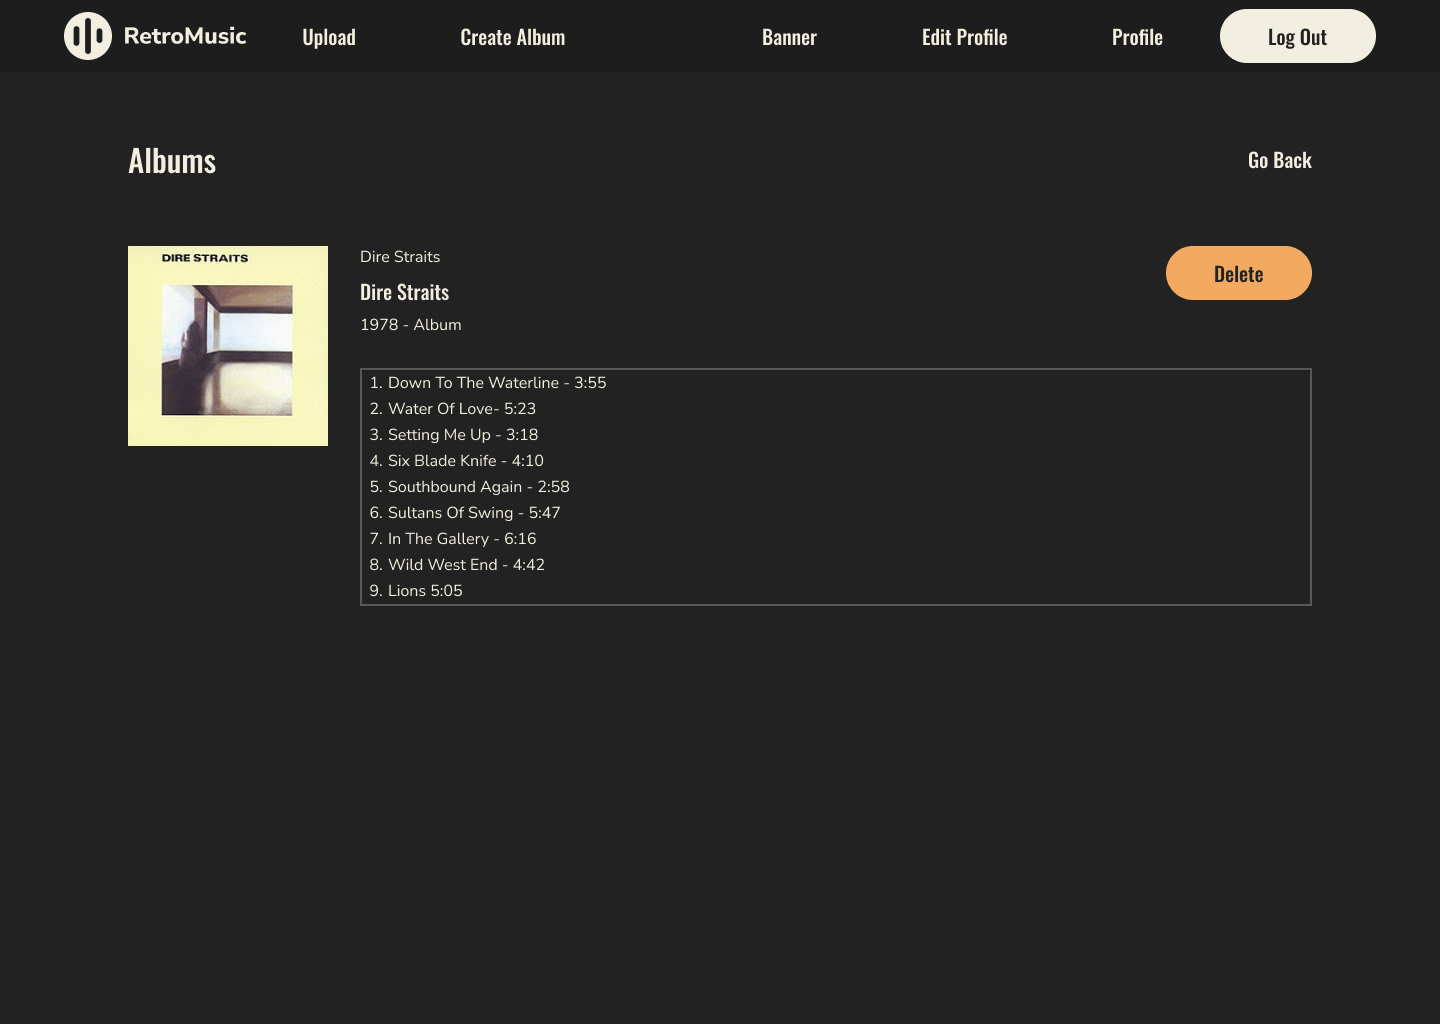 RetroMusic Upload Create Album Banner Edit Profile Profile Log Out
Albums Go Back
DIRE STRAITS
Dire Straits
Dire Straits
1978 - Album
Delete
1. Down To The Waterline - 3:55
2. Water Of Love- 5:23
3. Setting Me Up - 3:18
4. Six Blade Knife - 4:10
5. Southbound Again - 2:58
6. Sultans Of Swing - 5:47
7. In The Gallery - 6:16
8. Wild West End - 4:42
9. Lions 5:05